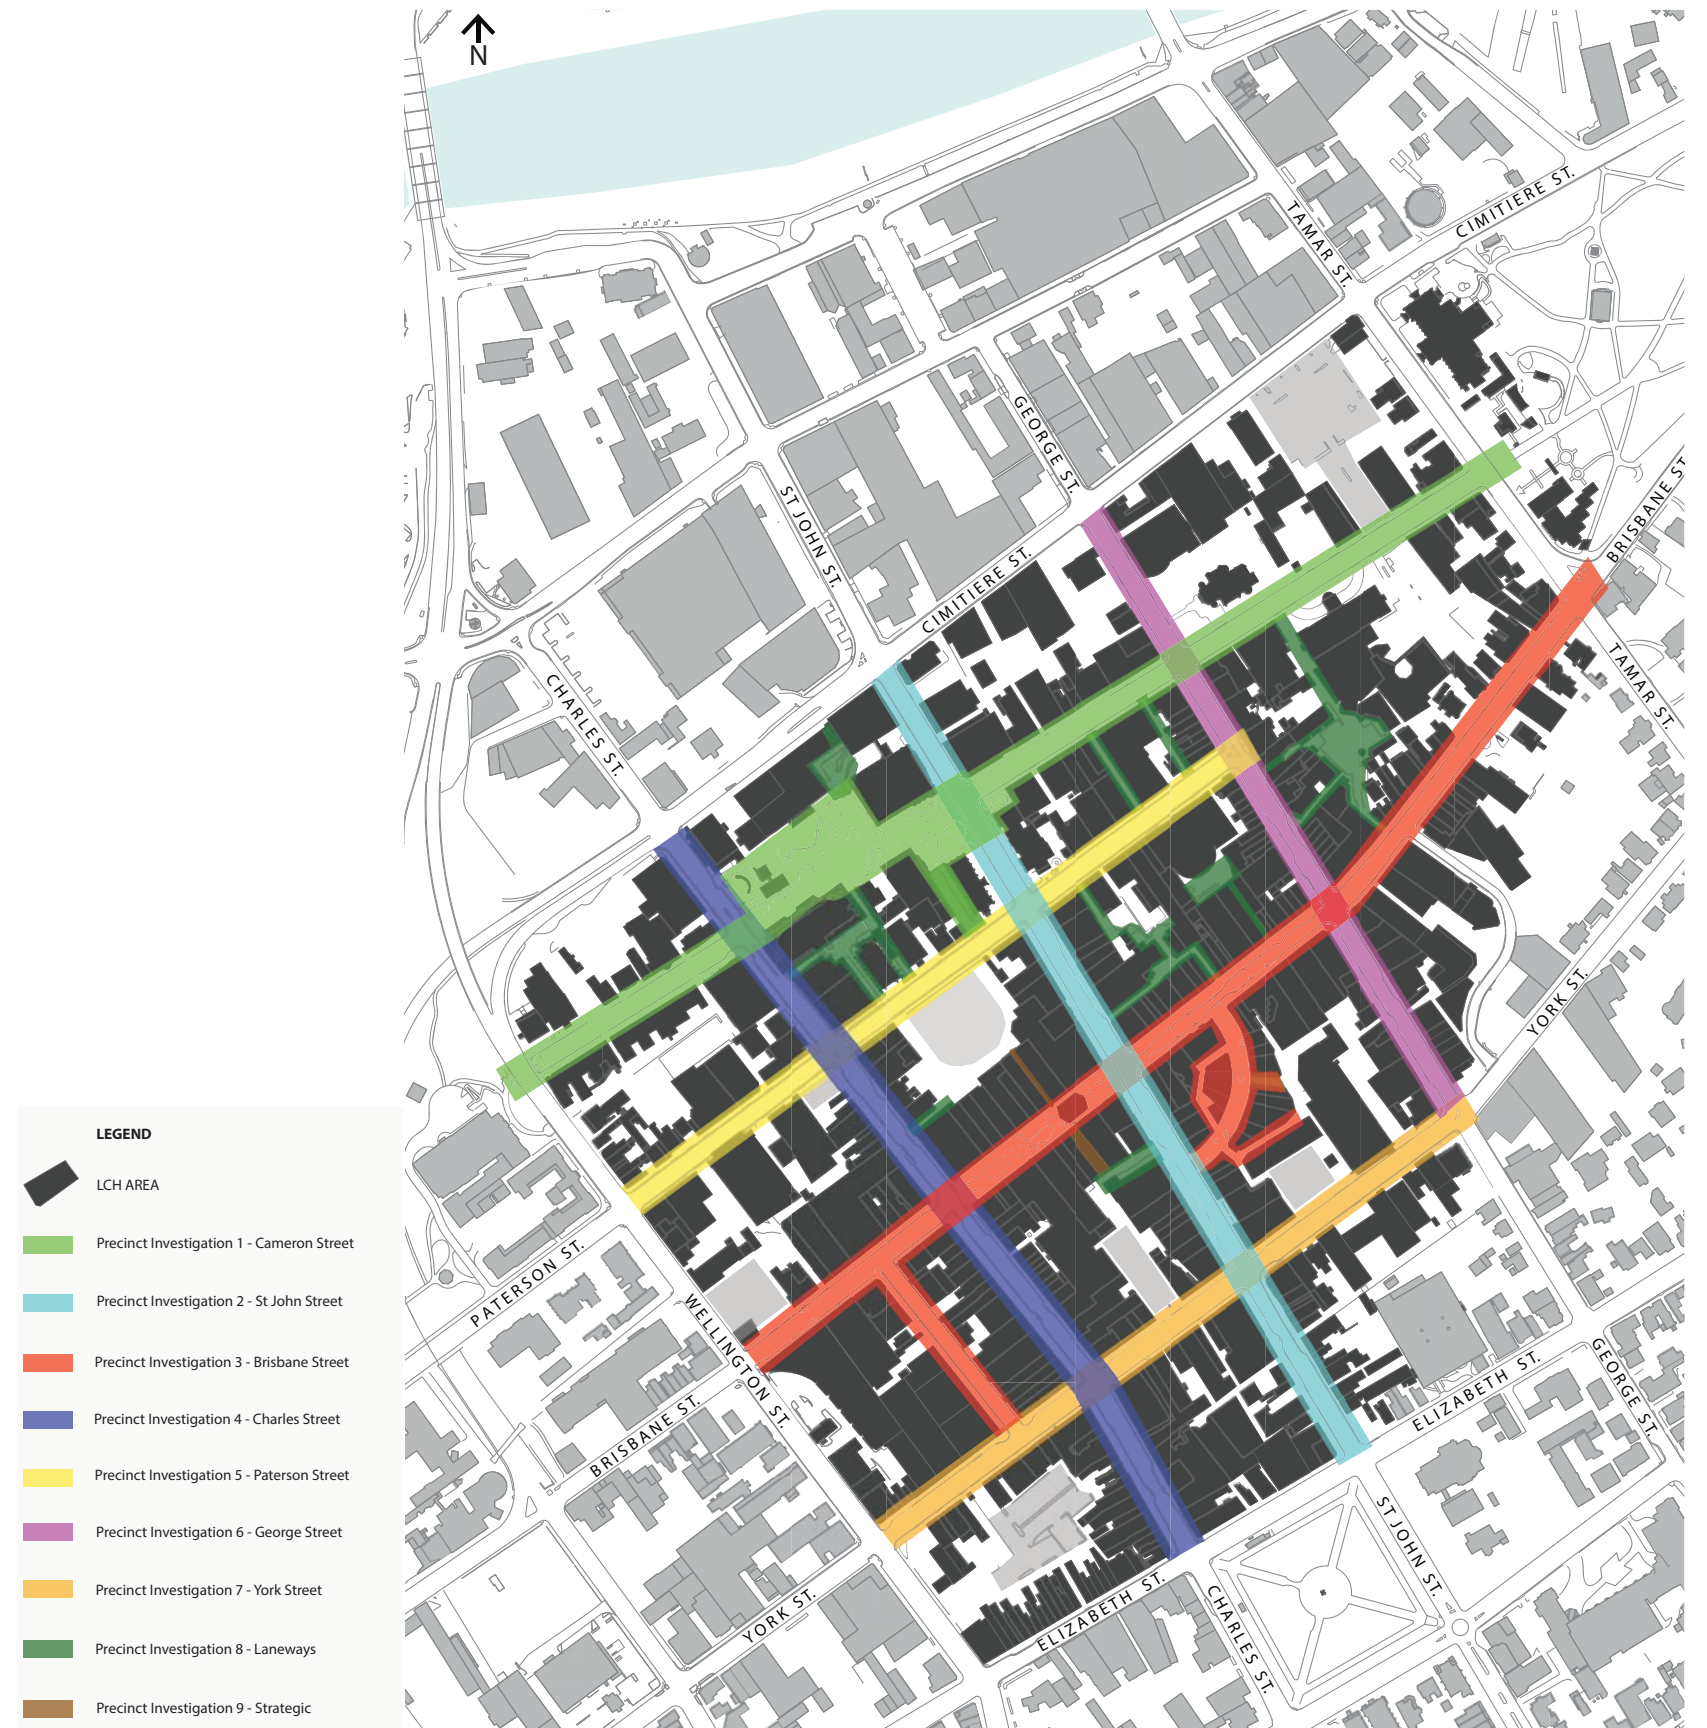 N
TAMAR ST.
CIMITIERE ST.
GEORGE ST.
ST JOHN ST.
BRISBANE ST.
CIMITIERE ST.
CHARLES ST.
TAMAR ST.
YORK ST.
PATERSON ST.
WELLINGTON ST.
BRISBANE ST.
GEORGE ST.
ELIZABETH ST.
ST JOHN ST.
YORK ST.
ELIZABETH ST.
CHARLES ST.
LEGEND
LCH AREA
Precinct Investigation 1 - Cameron Street
Precinct Investigation 2 - St John Street
Precinct Investigation 3 - Brisbane Street
Precinct Investigation 4 - Charles Street
Precinct Investigation 5 - Paterson Street
Precinct Investigation 6 - George Street
Precinct Investigation 7 - York Street
Precinct Investigation 8 - Laneways
Precinct Investigation 9 - Strategic